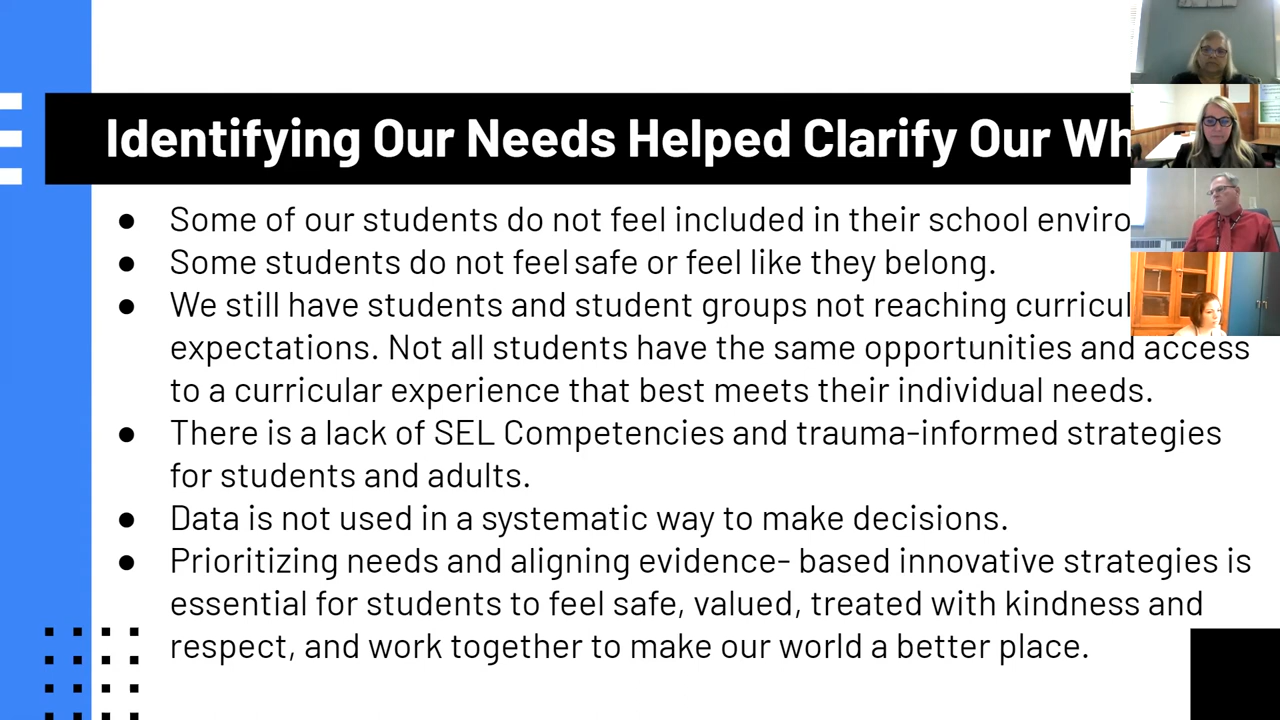 Identifying Our Needs Helped Clarify Our Wh
● Some of our students do not feel included in their school enviro
● Some students do not feel safe or feel like they belong.
● We still have students and student groups not reaching curricul
expectations. Not all students have the same opportunities and access
to a curricular experience that best meets their individual needs.
● There is a lack of SEL Competencies and trauma-informed strategies
for students and adults.
● Data is not used in a systematic way to make decisions.
● Prioritizing needs and aligning evidence- based innovative strategies is
essential for students to feel safe, valued, treated with kindness and
respect, and work together to make our world a better place.